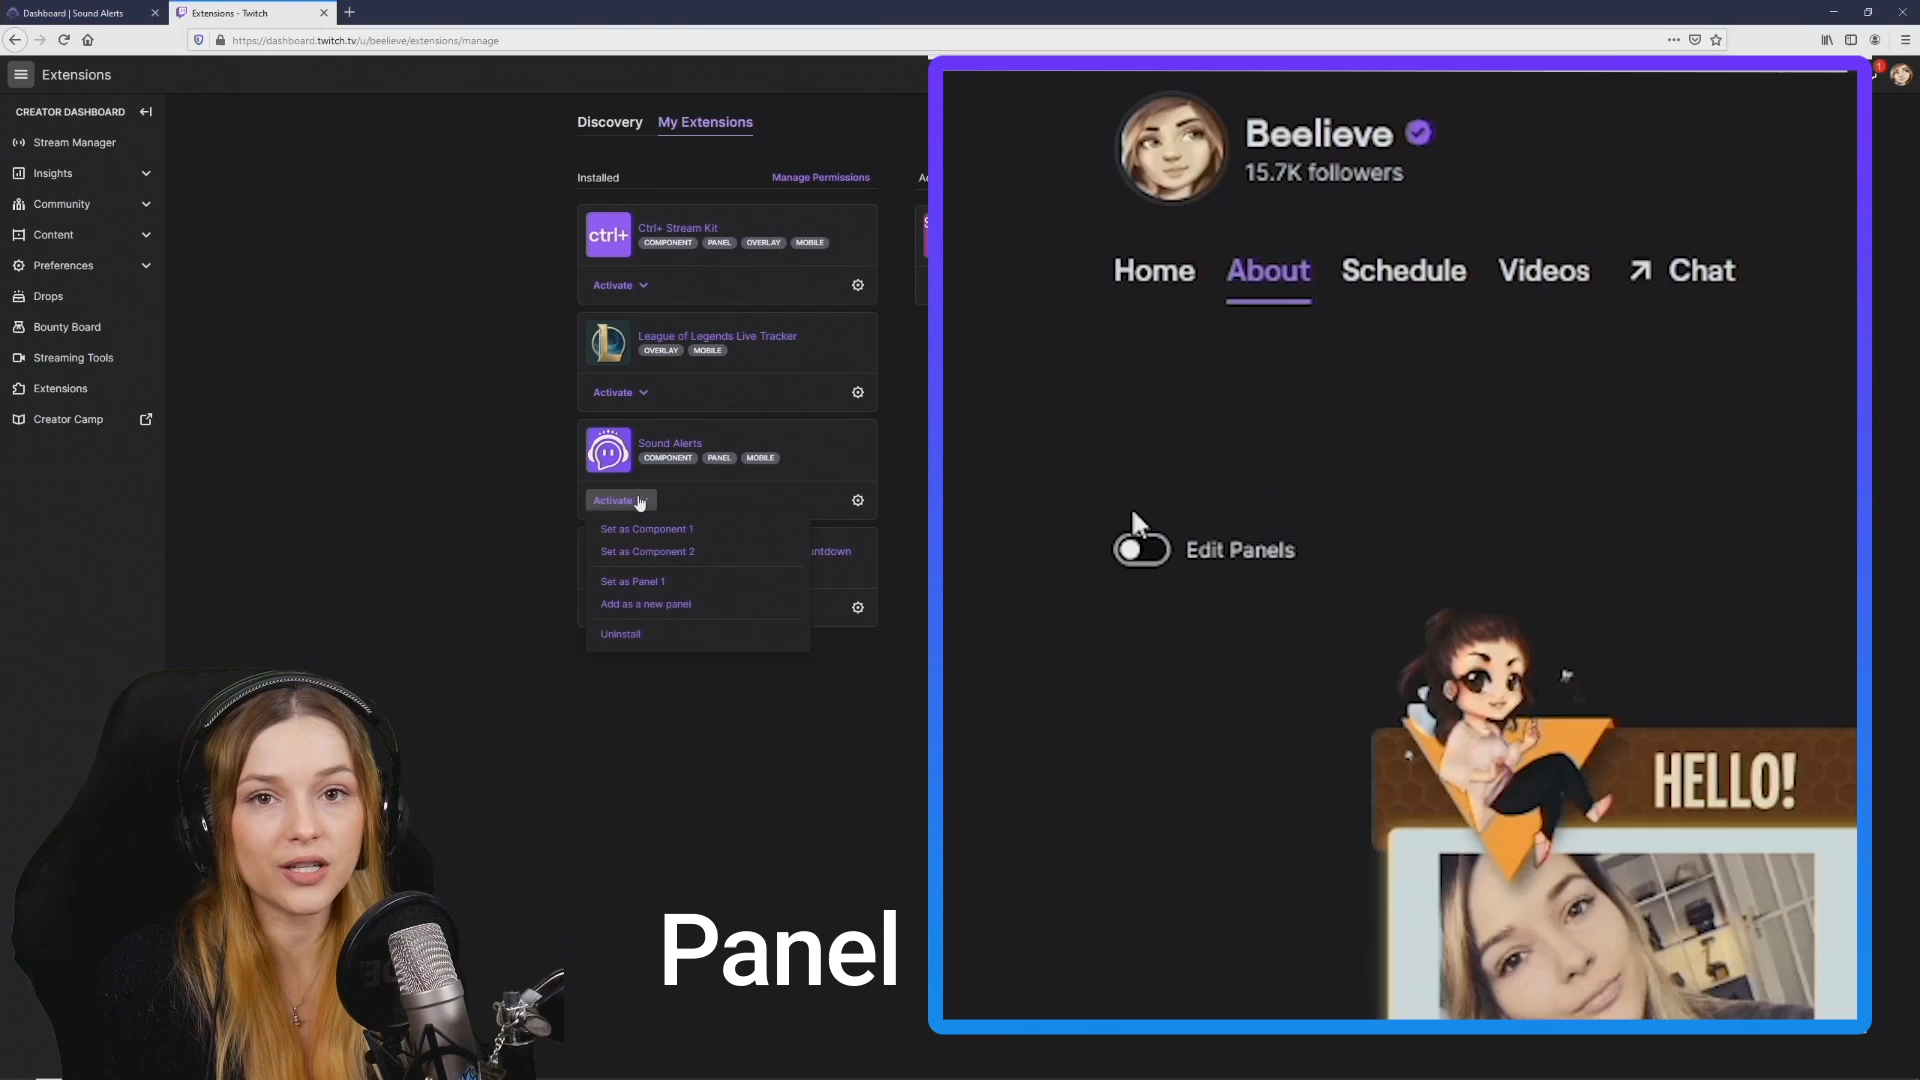 Dashboard | Sound Alerts
Extensions - Twitch
https://dashboard.twitch.tv/u/beelieve/extensions/manage
Extensions
1
CREATOR DASHBOARD
Stream Manager
Insights
Community
Content
Preferences
Drops
Bounty Board
Streaming Tools
Extensions
Creator Camp
Discovery
My Extensions
Installed
Manage Permissions
ctrl+
Ctrl+ Stream Kit
COMPONENT
PANEL
OVERLAY
MOBILE
Activate
League of Legends Live Tracker
OVERLAY
MOBILE
Activate
Sound Alerts
COMPONENT
PANEL
MOBILE
Activate
Set as Component 1
Set as Component 2
Set as Panel 1
Add as a new panel
Uninstall
Panel
Beelieve
15.7K followers
Home
About
Schedule
Videos
Chat
Edit Panels
HELLO!